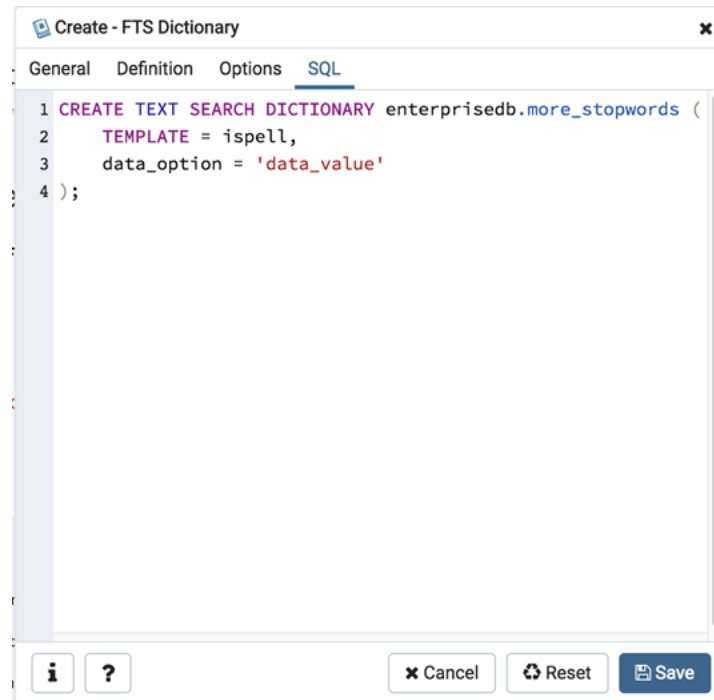 Create - FTS Dictionary
General Definition Options SQL
1 CREATE TEXT SEARCH DICTIONARY enterprisedb.more_stopwords (
2     TEMPLATE = ispell,
3     data_option = 'data_value'
4 );
i ? Cancel Reset Save